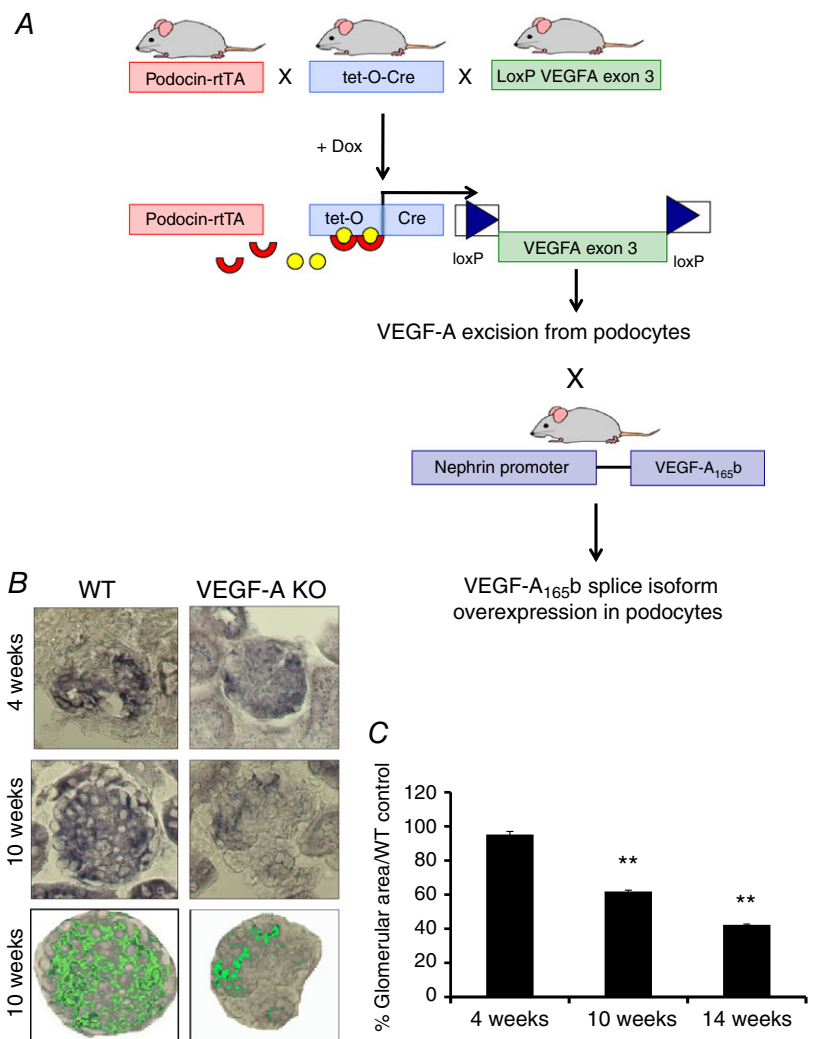 A
Podocin-rtTA X tet-O-Cre X LoxP VEGFA exon 3
+ Dox
Podocin-rtTA tet-O Cre
loxP VEGFA exon 3 loxP
VEGF-A excision from podocytes
X
Nephrin promoter VEGF-A₁₆₅b
VEGF-A₁₆₅b splice isoform
overexpression in podocytes
B
WT VEGF-A KO
4 weeks
10 weeks
10 weeks
C
% Glomerular area/WT control
120
100
80
60
40
20
0
**
**
4 weeks 10 weeks 14 weeks